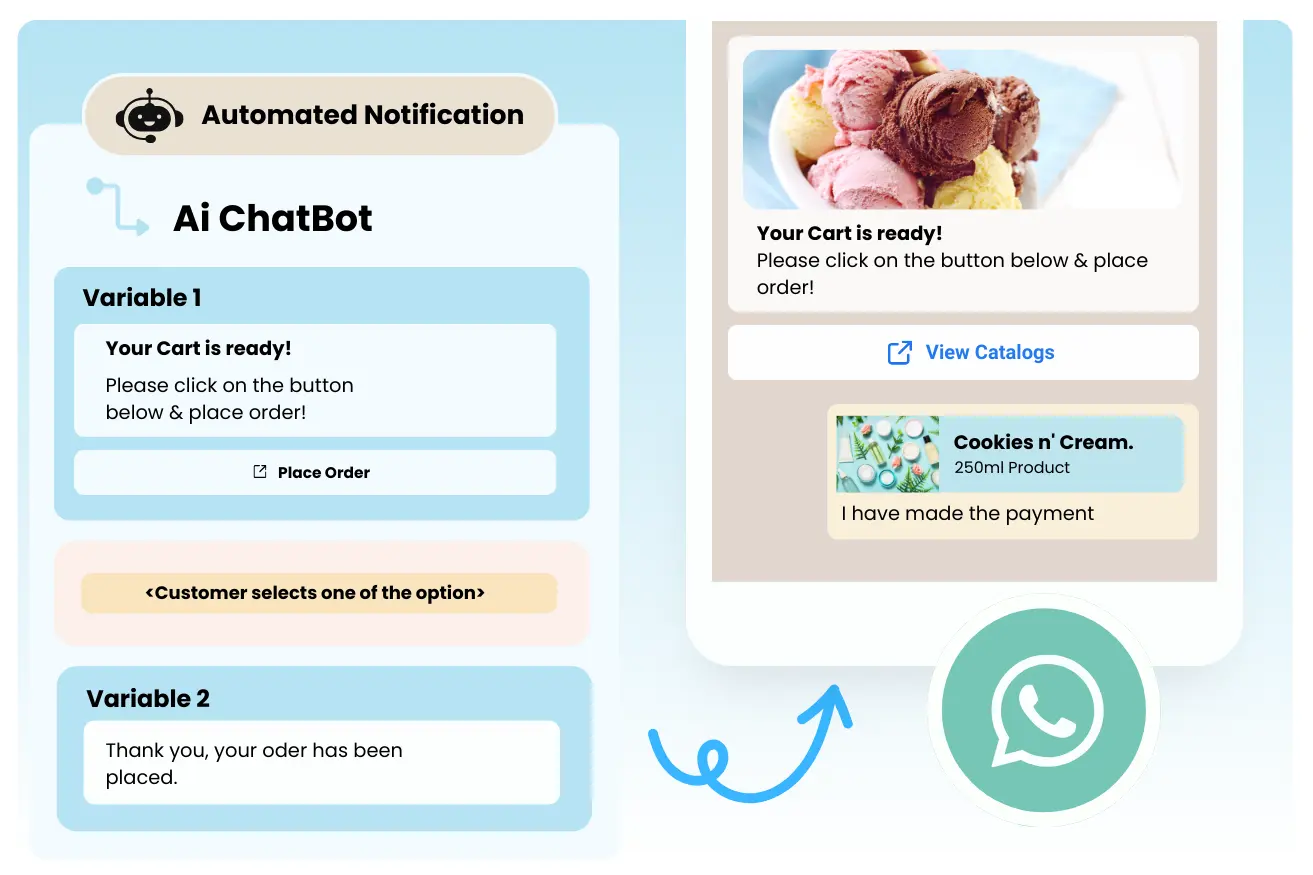 Automated Notification
Ai ChatBot
Variable 1
Your Cart is ready!
Please click on the button
below & place order!
Place Order
<Customer selects one of the option>
Variable 2
Thank you, your oder has been
placed.
Your Cart is ready!
Please click on the button below & place
order!
View Catalogs
Cookies n' Cream.
250ml Product
I have made the payment